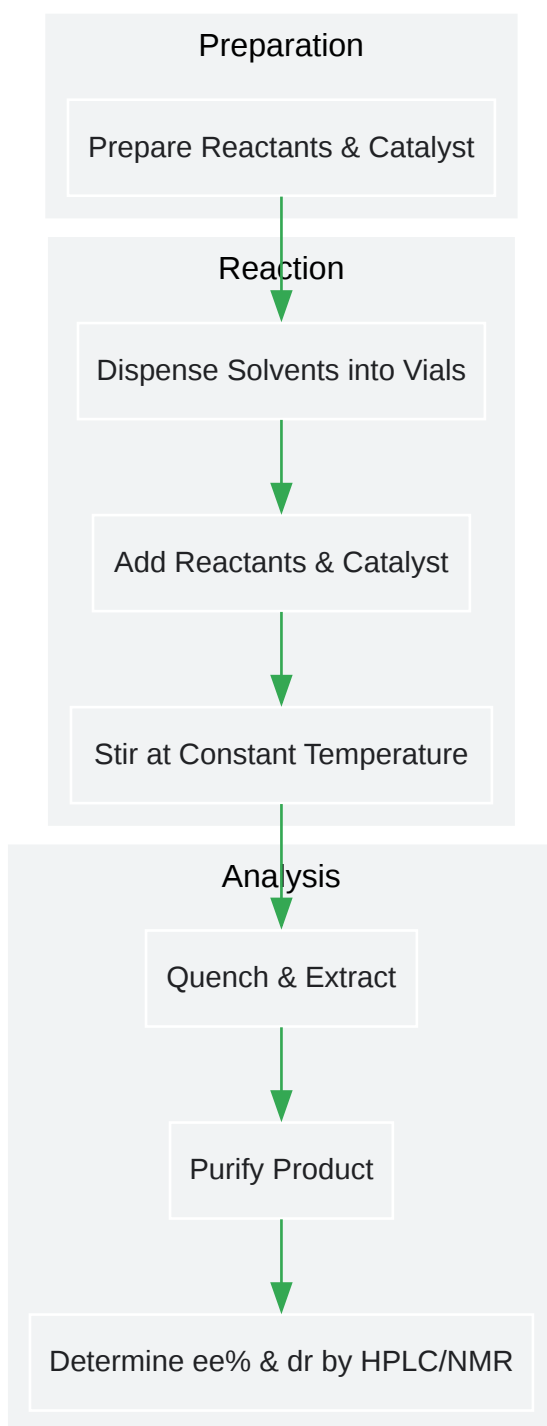 Preparation
Prepare Reactants & Catalyst
Reaction
Dispense Solvents into Vials
Add Reactants & Catalyst
Stir at Constant Temperature
Analysis
Quench & Extract
Purify Product
Determine ee% & dr by HPLC/NMR